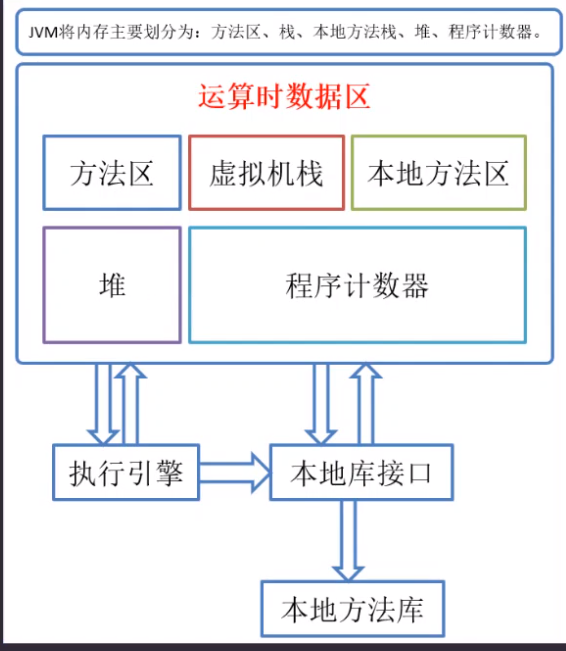 JVM将内存主要划分为：方法区、栈、本地方法栈、堆、程序计数器。
运算时数据区
方法区 虚拟机栈 本地方法区
堆 程序计数器
执行引擎 本地库接口
本地方法库